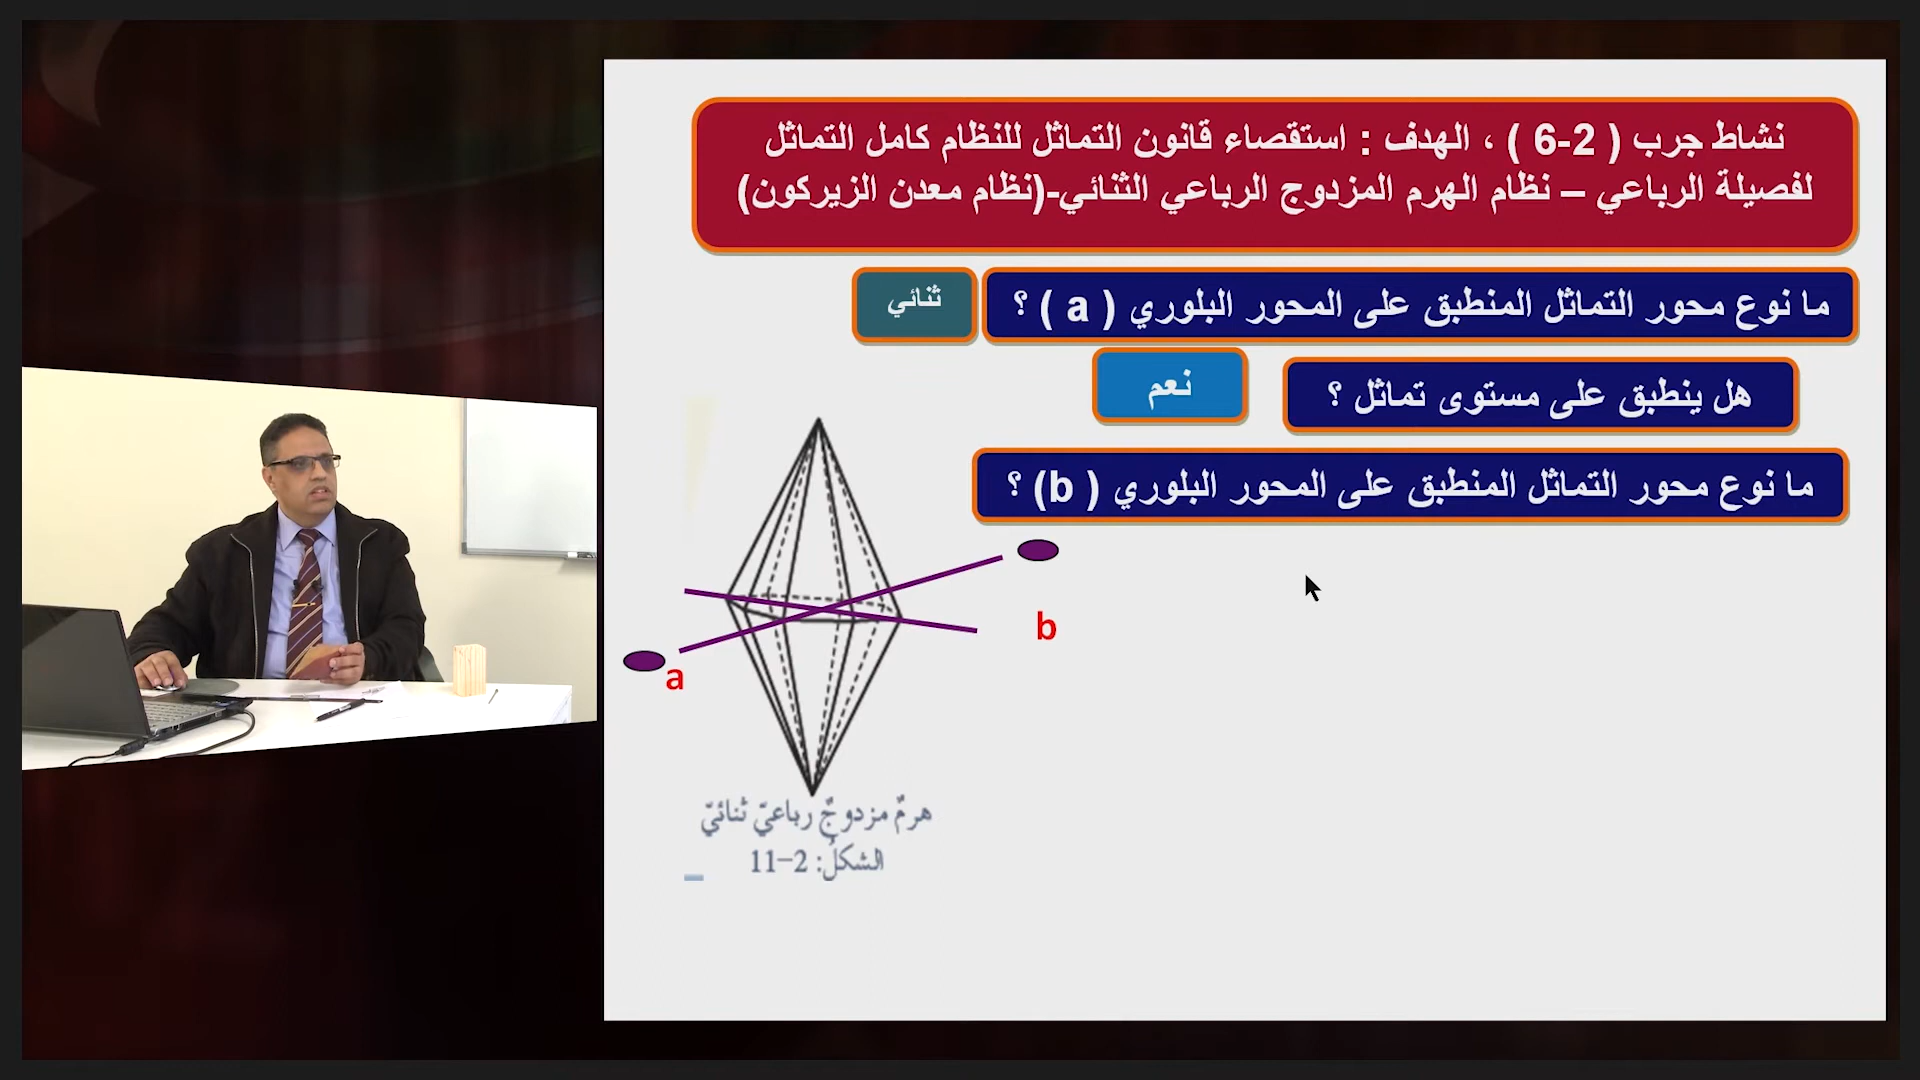 نشاط جرب ( 2-6 ) ، الهدف : استقصاء قانون التماثل للنظام كامل التماثل
لفصيلة الرباعي – نظام الهرم المزدوج الرباعي الثنائي-(نظام معدن الزيركون)
ما نوع محور التماثل المنطبق على المحور البلوري ( a ) ؟
ثنائي
هل ينطبق على مستوى تماثل ؟
نعم
ما نوع محور التماثل المنطبق على المحور البلوري ( b) ؟
b
a
هرمٌ مزدوجٌ رباعيّ ثنائيّ
الشكل: 2–11